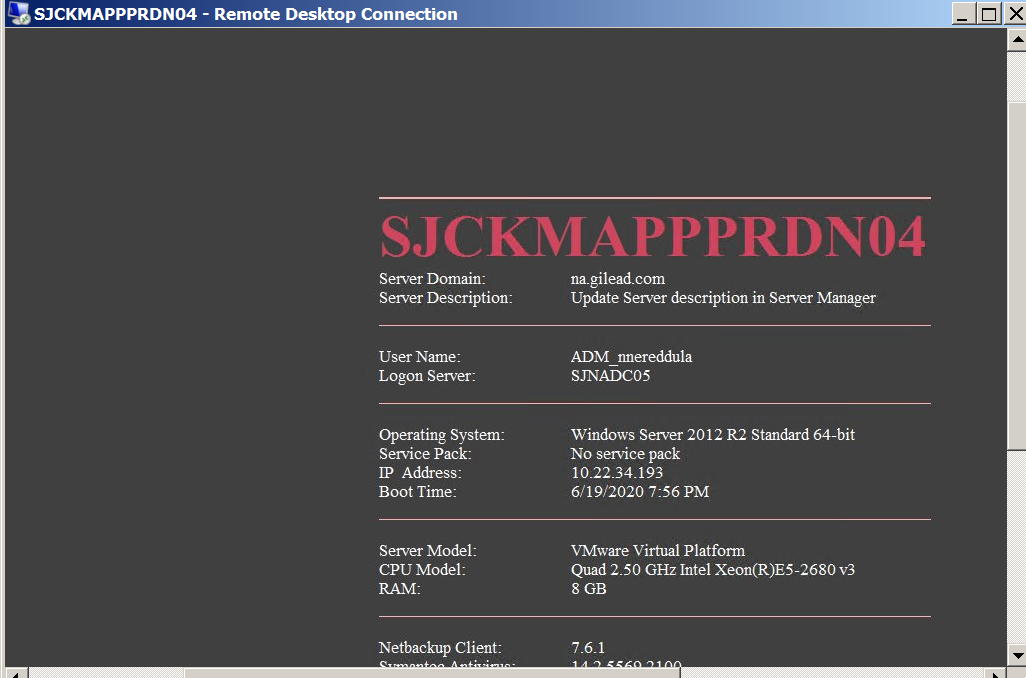 SJCKMAPPPRDN04 - Remote Desktop Connection
SJCKMAPPPRDN04
Server Domain: na.gilead.com
Server Description: Update Server description in Server Manager
User Name: ADM_nnereddula
Logon Server: SJNADC05
Operating System: Windows Server 2012 R2 Standard 64-bit
Service Pack: No service pack
IP Address: 10.22.34.193
Boot Time: 6/19/2020 7:56 PM
Server Model: VMware Virtual Platform
CPU Model: Quad 2.50 GHz Intel Xeon(R)E5-2680 v3
RAM: 8 GB
Netbackup Client: 7.6.1
Symantec Antivirus: 14.2.5569.2100